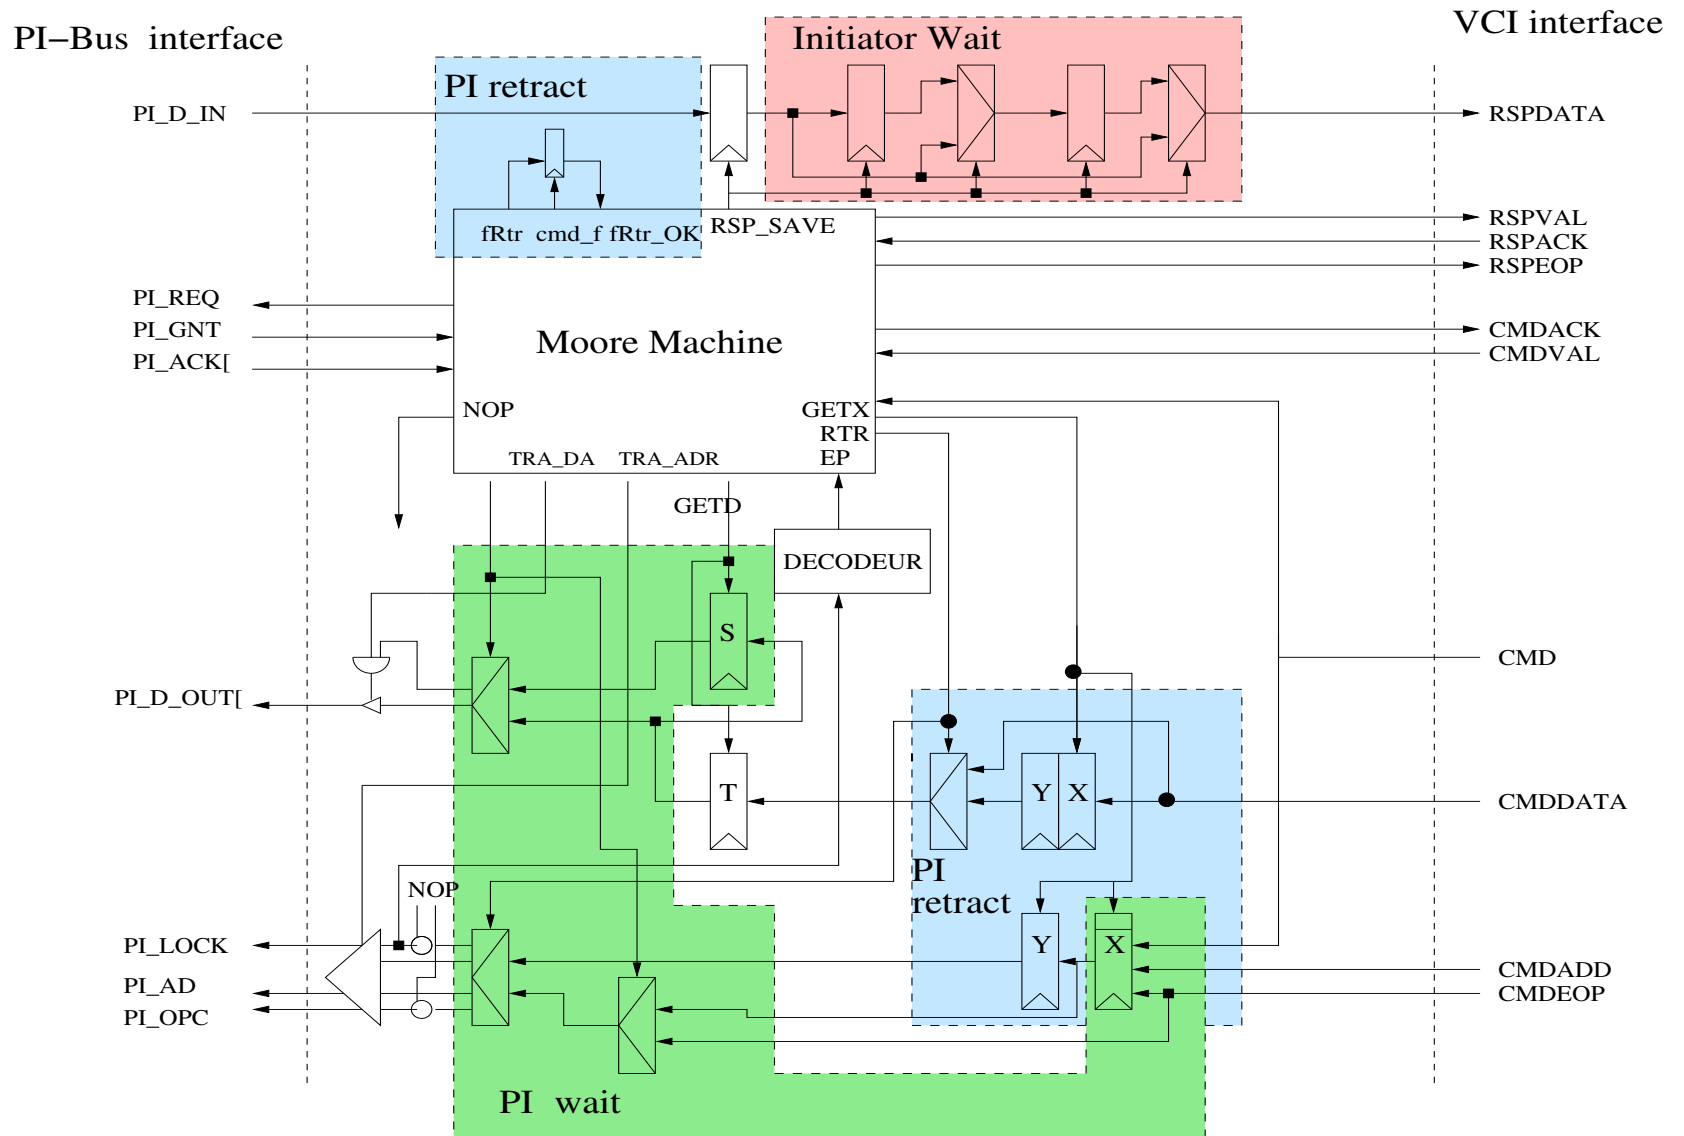 PI−Bus interface
Initiator Wait
VCI interface
PI retract
PI_D_IN
RSPDATA
fRtr cmd_f fRtr_OK
RSP_SAVE
RSPVAL
RSPACK
RSPEOP
PI_REQ
PI_GNT
PI_ACK[
Moore Machine
CMDACK
CMDVAL
NOP
GETX
RTR
EP
TRA_DA
TRA_ADR
GETD
DECODEUR
S
CMD
PI_D_OUT[
T
Y
X
CMDDATA
PI
retract
NOP
PI_LOCK
PI_AD
PI_OPC
Y
X
CMDADD
CMDEOP
PI wait